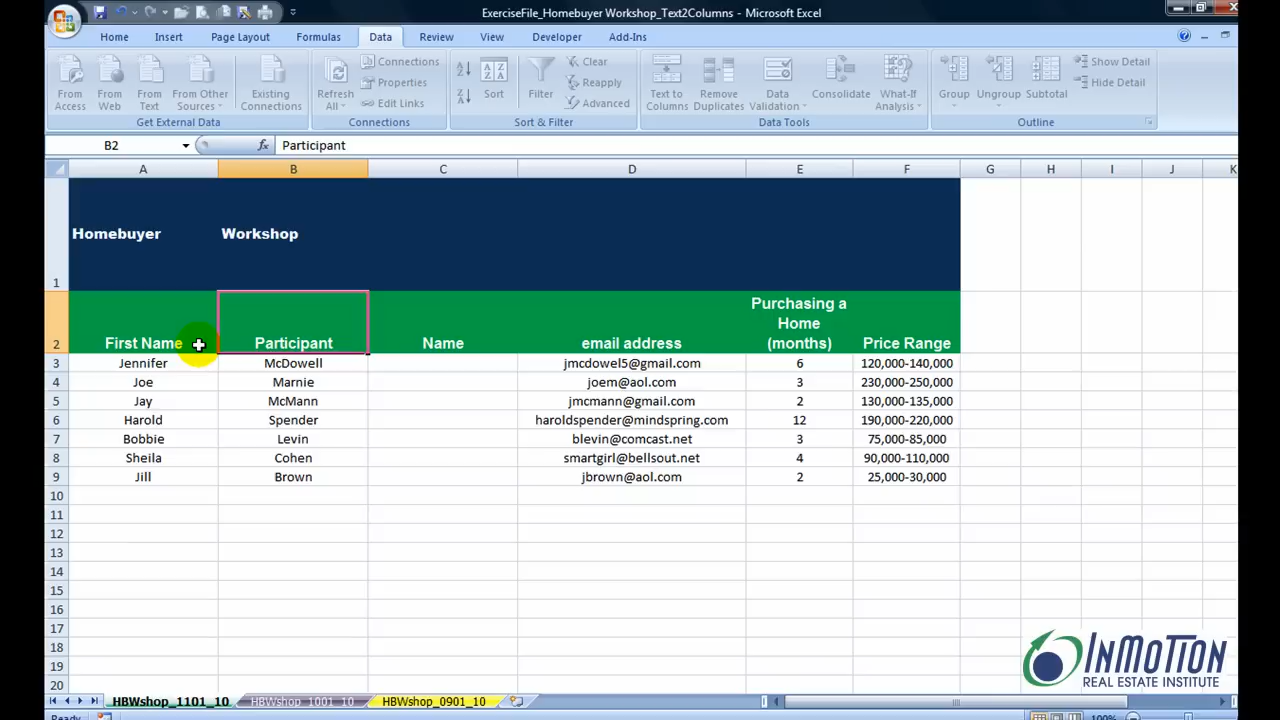 ExerciseFile_Homebuyer Workshop_Text2Columns - Microsoft Excel
Home Insert Page Layout Formulas Data Review View Developer Add-Ins
From Access
From Web
From Text
From Other Sources
Existing Connections
Get External Data
Refresh All
Connections
Properties
Edit Links
Connections
Sort
Filter
Clear
Reapply
Advanced
Sort & Filter
Text to Columns
Remove Duplicates
Data Validation
Consolidate
What-If Analysis
Data Tools
Group
Ungroup
Subtotal
Show Detail
Hide Detail
Outline
B2 fx Participant
A B C D E F G H I J K
1 Homebuyer Workshop
2 First Name Participant Name email address Purchasing a Home (months) Price Range
3 Jennifer McDowell jmcdowel5@gmail.com 6 120,000-140,000
4 Joe Marnie joem@aol.com 3 230,000-250,000
5 Jay McMann jmcmann@gmail.com 2 130,000-135,000
6 Harold Spender haroldspender@mindspring.com 12 190,000-220,000
7 Bobbie Levin blevin@comcast.net 3 75,000-85,000
8 Sheila Cohen smartgirl@bellsout.net 4 90,000-110,000
9 Jill Brown jbrown@aol.com 2 25,000-30,000
10
11
12
13
14
15
16
17
18
19
20
INMOTION
REAL ESTATE INSTITUTE
HBWshop_1101_10 HBWshop_1001_10 HBWshop_0901_10
Ready 100%